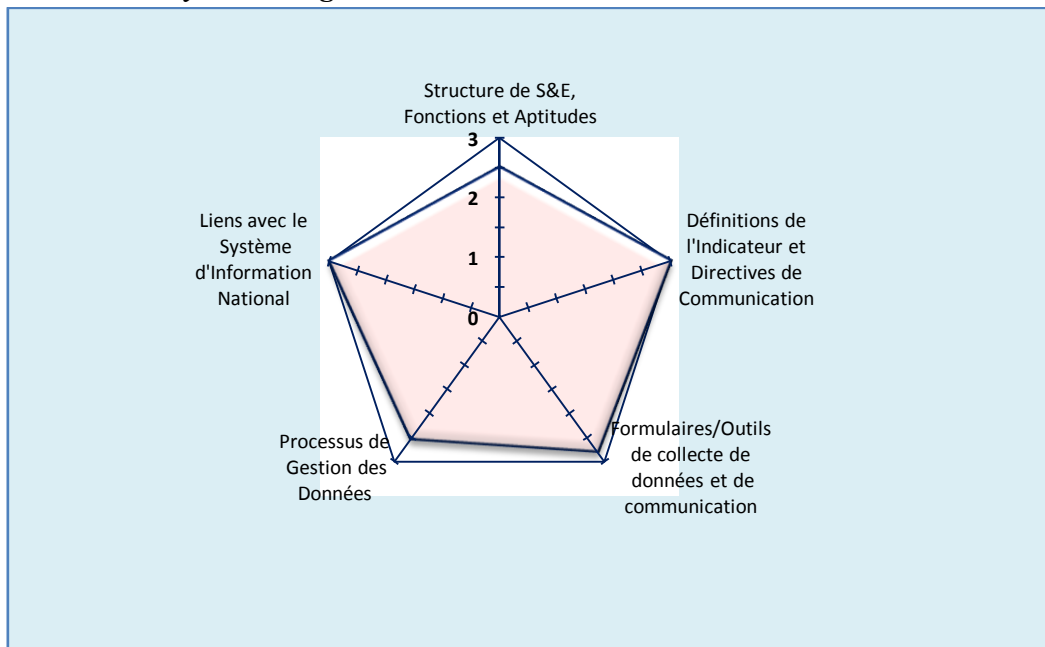 Structure de S&E,
Fonctions et Aptitudes
3
2
1
0
Définitions de
l'Indicateur et
Directives de
Communication
Formulaires/Outils
de collecte de
données et de
communication
Processus de
Gestion des
Données
Liens avec le
Système
d'Information
National